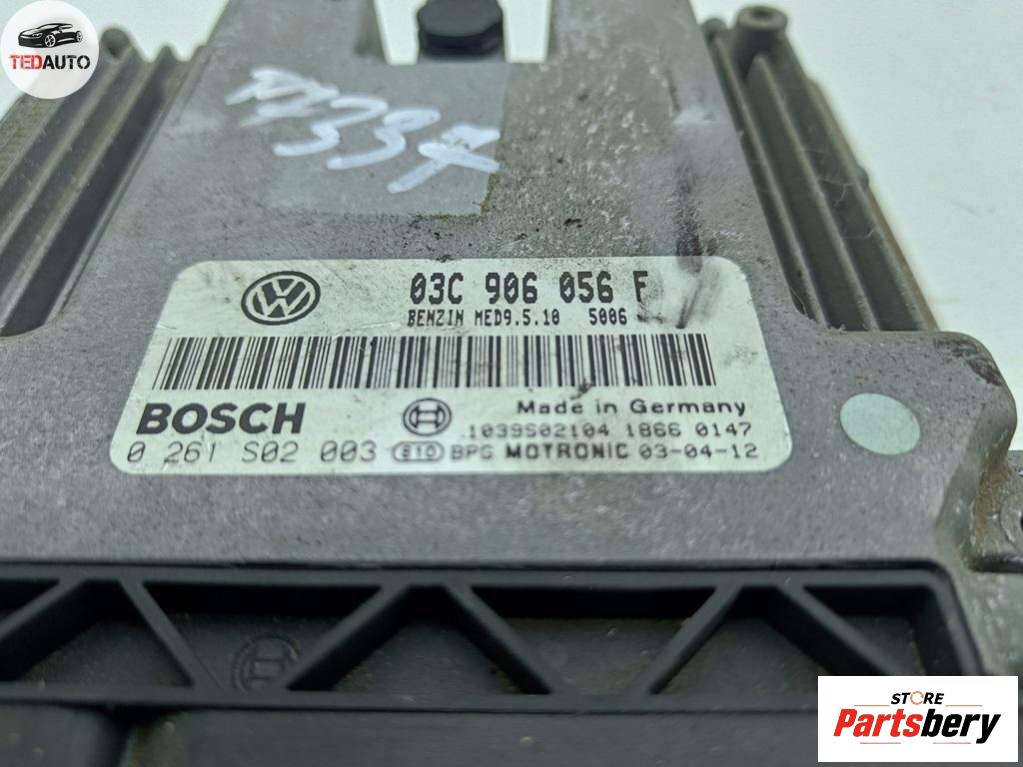 TEDAUTO
03C 906 056 F
BENZIN MED9.5.10 5006
BOSCH
Made in Germany
1039S02104 1866 0147
0 261 S02 003 E10 BPG MOTRONIC 03-04-12
STORE
Partsbery